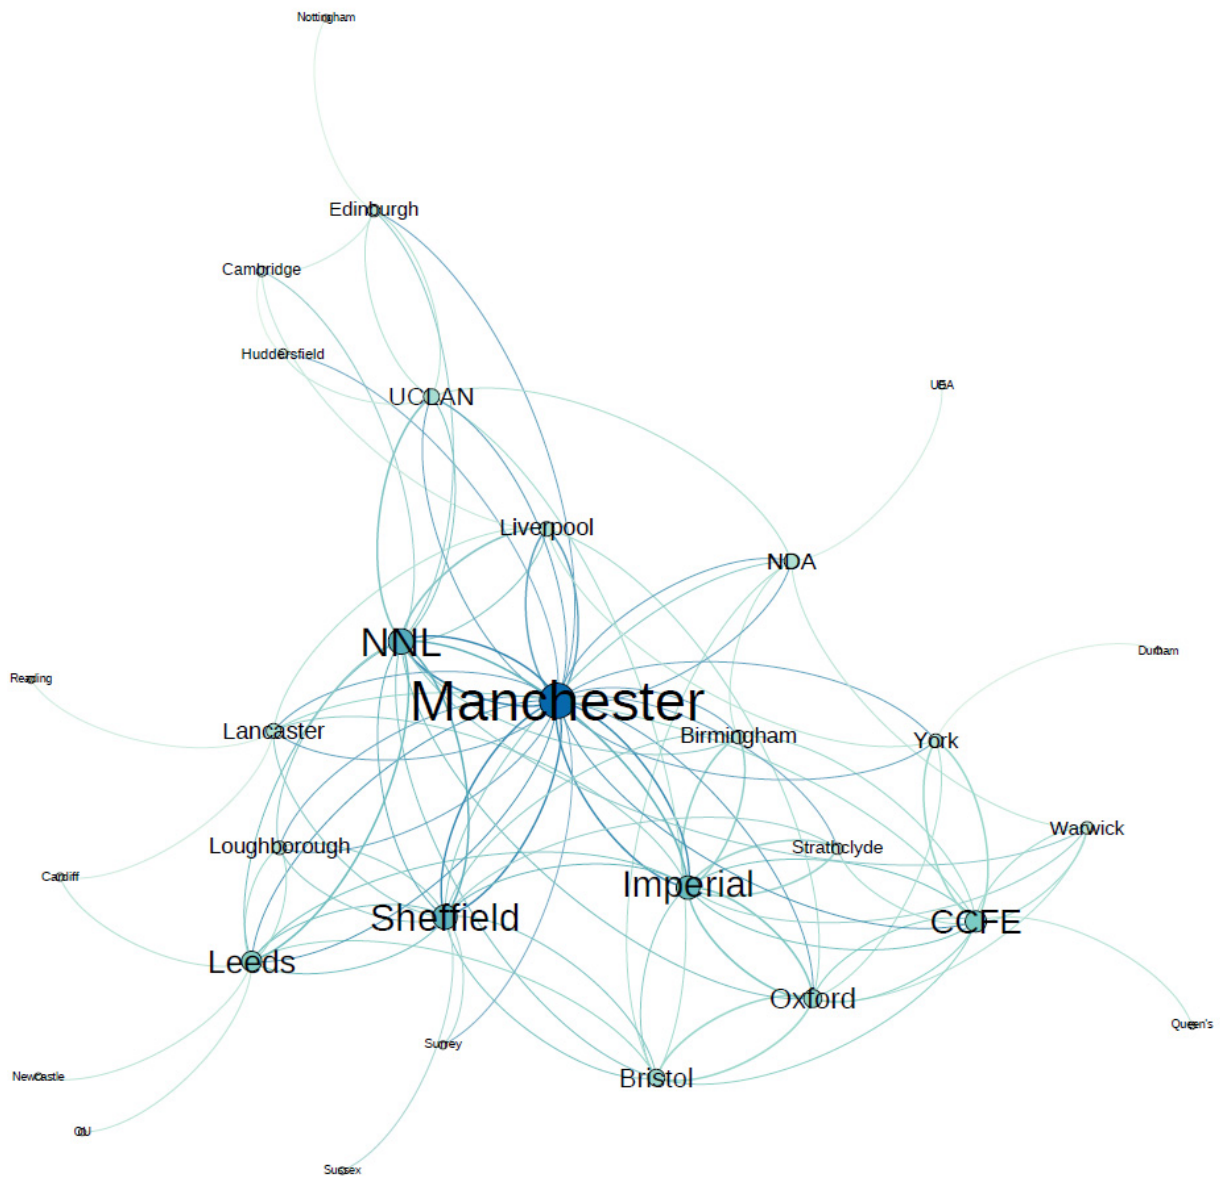 Nottingham
Edinburgh
Cambridge
Huddersfield
UCLAN
UEA
Liverpool
NDA
NNL
Durham
Reading
Manchester
Lancaster
Birmingham
York
Warwick
Loughborough
Strathclyde
Cardiff
Imperial
Sheffield
CCFE
Leeds
Oxford
Queen's
Surrey
Newcastle
Bristol
OU
Sussex